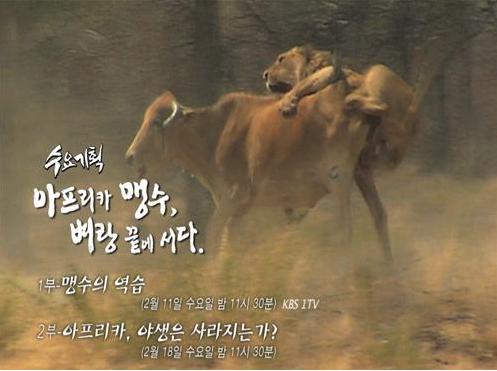 수요기획
아프리카 맹수,
벼랑 끝에 서다.
1부-맹수의 역습
(2월 11일 수요일 밤 11시 30분) KBS 1TV
2부-아프리카, 야생은 사라지는가?
(2월 18일 수요일 밤 11시 30분)